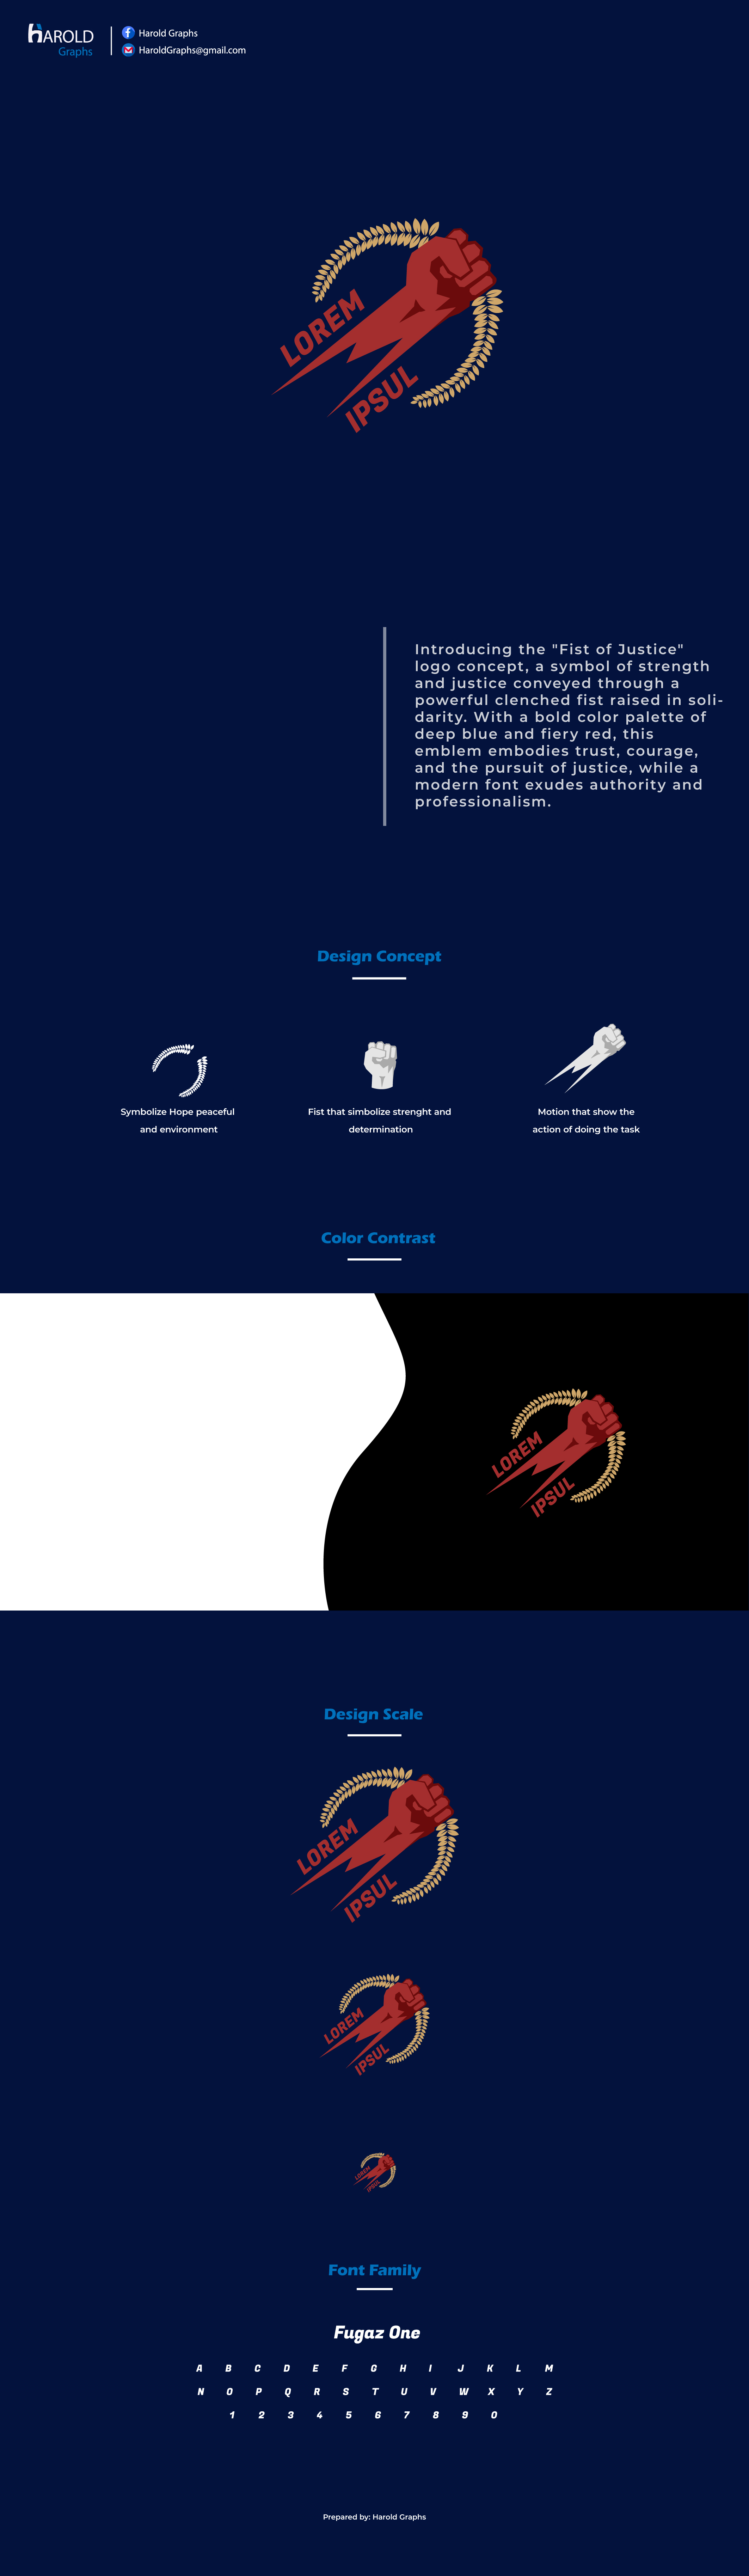 HAROLD
Graphs
Harold Graphs
HaroldGraphs@gmail.com
LOREM
IPSUL
Introducing the "Fist of Justice"
logo concept, a symbol of strength
and justice conveyed through a
powerful clenched fist raised in soli-
darity. With a bold color palette of
deep blue and fiery red, this
emblem embodies trust, courage,
and the pursuit of justice, while a
modern font exudes authority and
professionalism.
Design Concept
Symbolize Hope peaceful
and environment
Fist that simbolize strenght and
determination
Motion that show the
action of doing the task
Color Contrast
LOREM
IPSUL
Design Scale
LOREM
IPSUL
LOREM
IPSUL
LOREM
IPSUL
Font Family
Fugaz One
A B C D E F G H I J K L M
N O P Q R S T U V W X Y Z
1 2 3 4 5 6 7 8 9 0
Prepared by: Harold Graphs